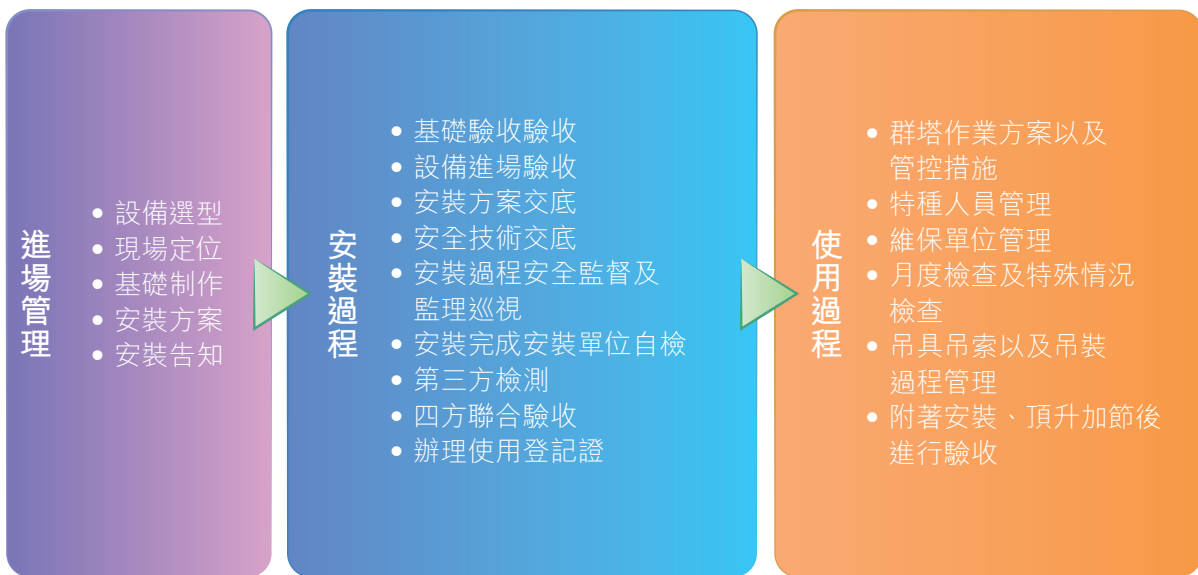 進場管理
• 設備選型
• 現場定位
• 基礎制作
• 安裝方案
• 安裝告知
安裝過程
• 基礎驗收驗收
• 設備進場驗收
• 安裝方案交底
• 安全技術交底
• 安裝過程安全監督及
監理巡視
• 安裝完成安裝單位自檢
• 第三方檢測
• 四方聯合驗收
• 辦理使用登記證
使用過程
• 群塔作業方案以及
管控措施
• 特種人員管理
• 維保單位管理
• 月度檢查及特殊情況
檢查
• 吊具吊索以及吊裝
過程管理
• 附著安裝、頂升加節後
進行驗收